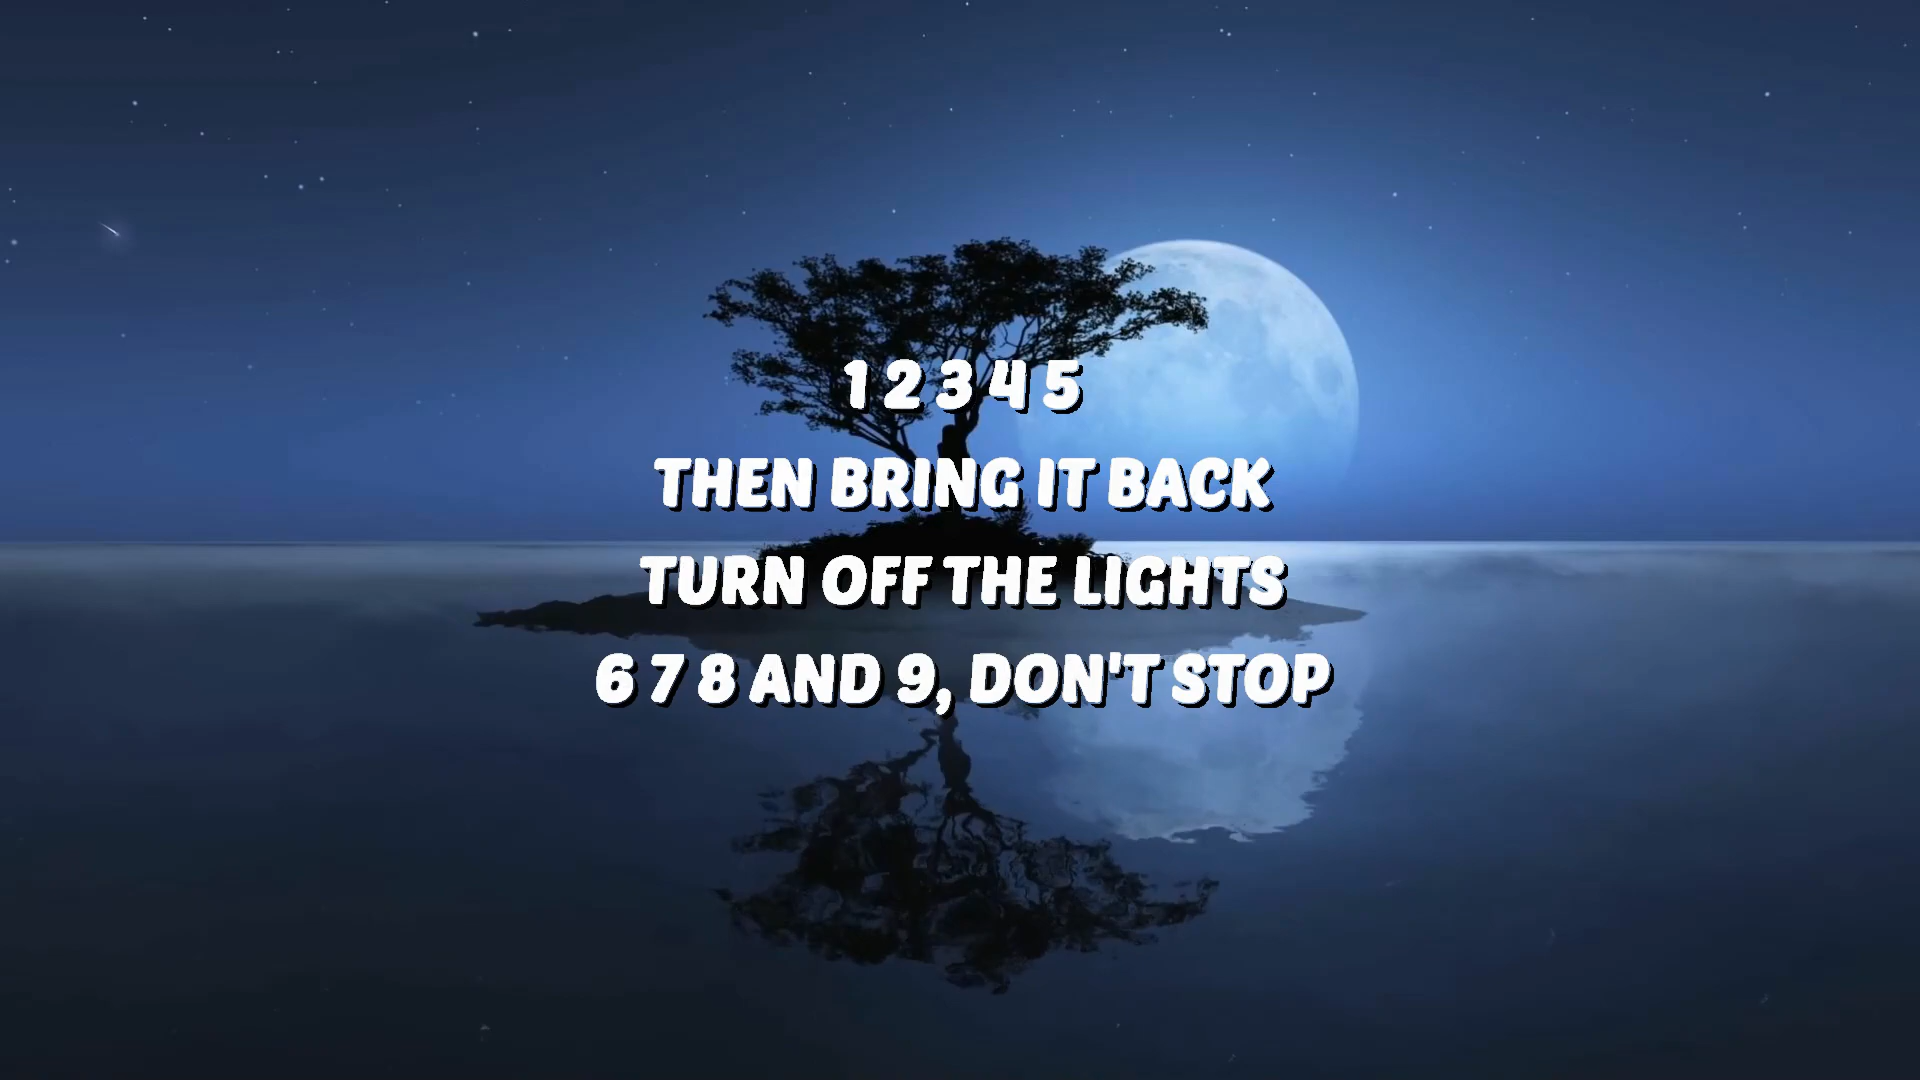 1 2 3 4 5
THEN BRING IT BACK
TURN OFF THE LIGHTS
6 7 8 AND 9, DON'T STOP